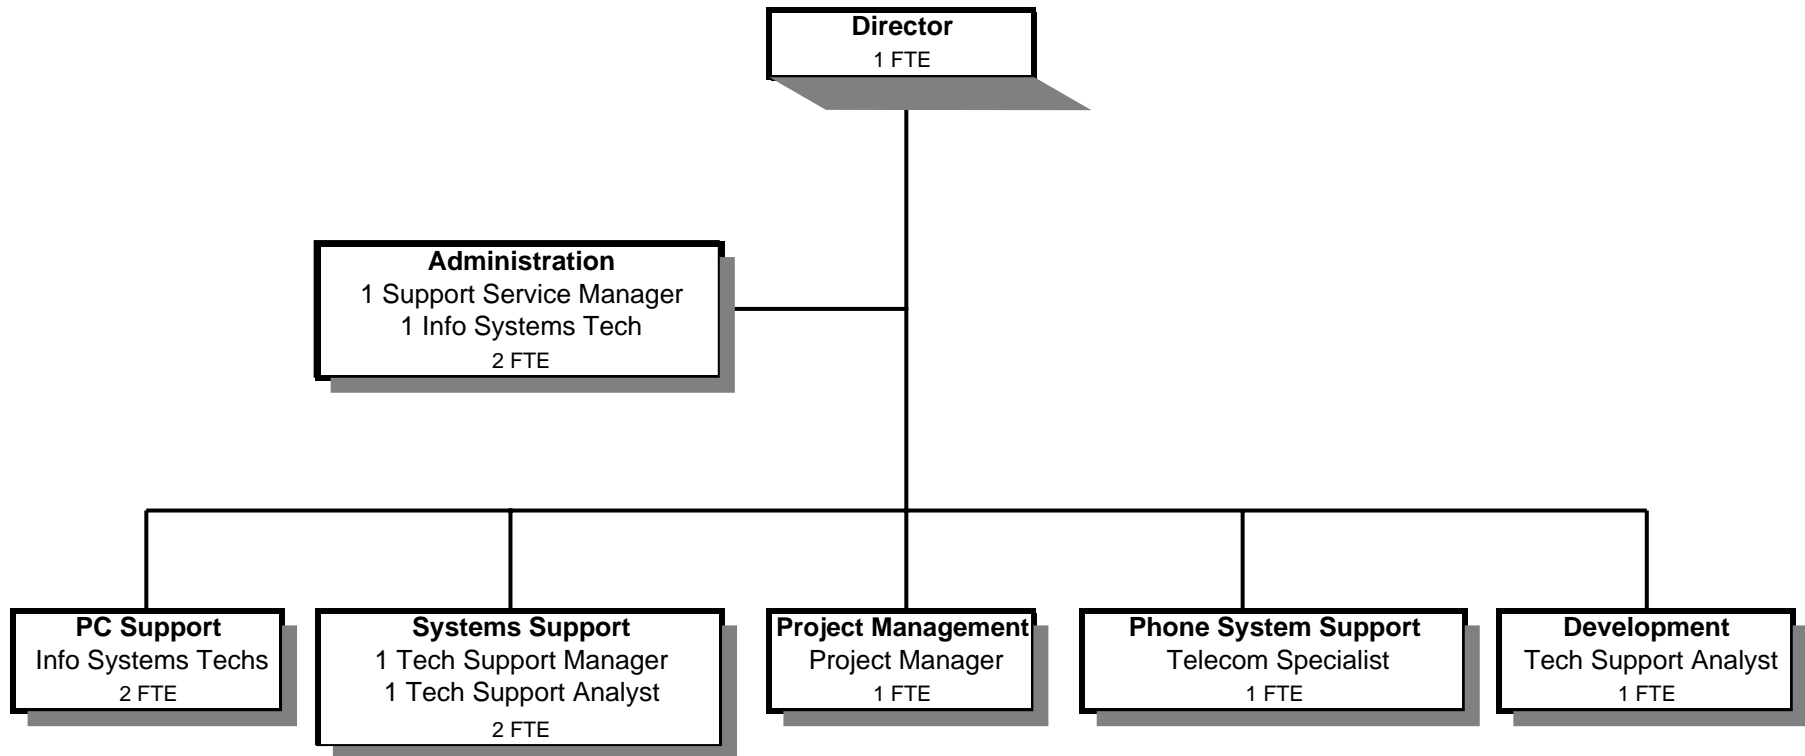 Director
1 FTE
Administration
1 Support Service Manager
1 Info Systems Tech
2 FTE
PC Support
Info Systems Techs
2 FTE
Systems Support
1 Tech Support Manager
1 Tech Support Analyst
2 FTE
Project Management
Project Manager
1 FTE
Phone System Support
Telecom Specialist
1 FTE
Development
Tech Support Analyst
1 FTE